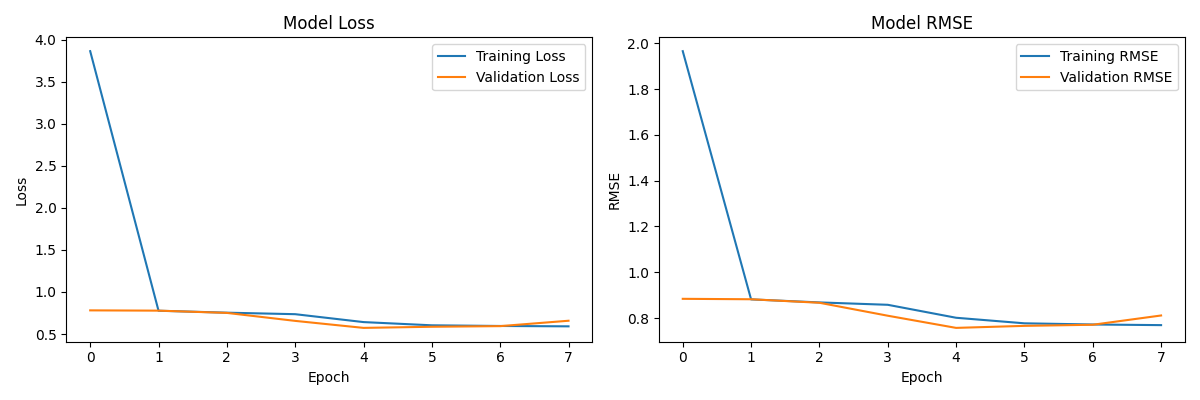 Model Loss
4.0
3.5
3.0
2.5
2.0
1.5
1.0
0.5
Loss
Training Loss
Validation Loss
0 1 2 3 4 5 6 7
Epoch
Model RMSE
2.0
1.8
1.6
1.4
1.2
1.0
0.8
RMSE
Training RMSE
Validation RMSE
0 1 2 3 4 5 6 7
Epoch